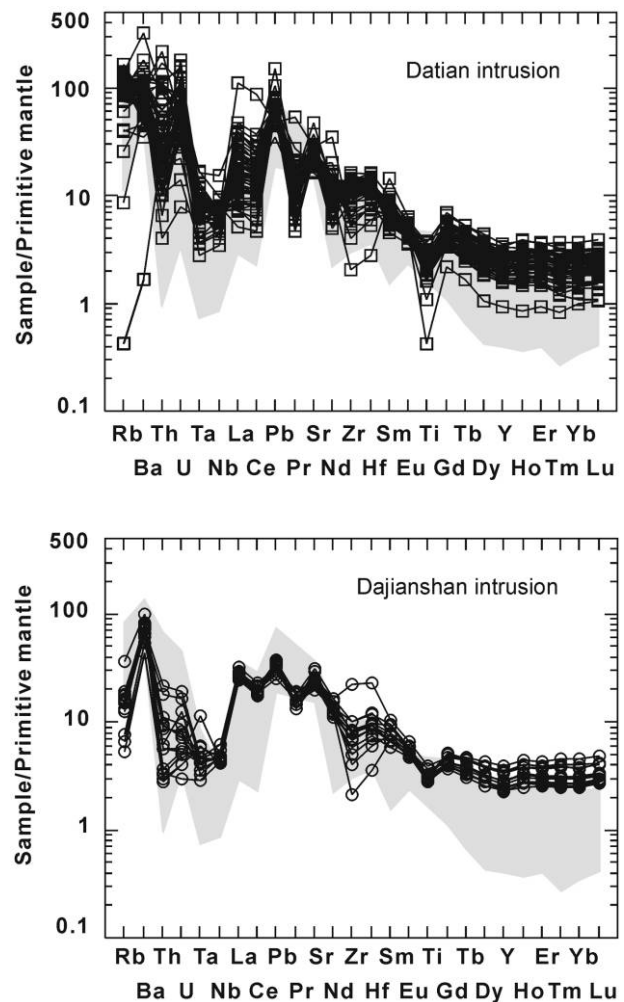 500
Datian intrusion
100
10
1
0.1
Sample/Primitive mantle
Rb Th Ta La Pb Sr Zr Sm Ti Tb Y Er Yb
Ba U Nb Ce Pr Nd Hf Eu Gd Dy Ho Tm Lu
500
Dajianshan intrusion
100
10
1
0.1
Sample/Primitive mantle
Rb Th Ta La Pb Sr Zr Sm Ti Tb Y Er Yb
Ba U Nb Ce Pr Nd Hf Eu Gd Dy Ho Tm Lu